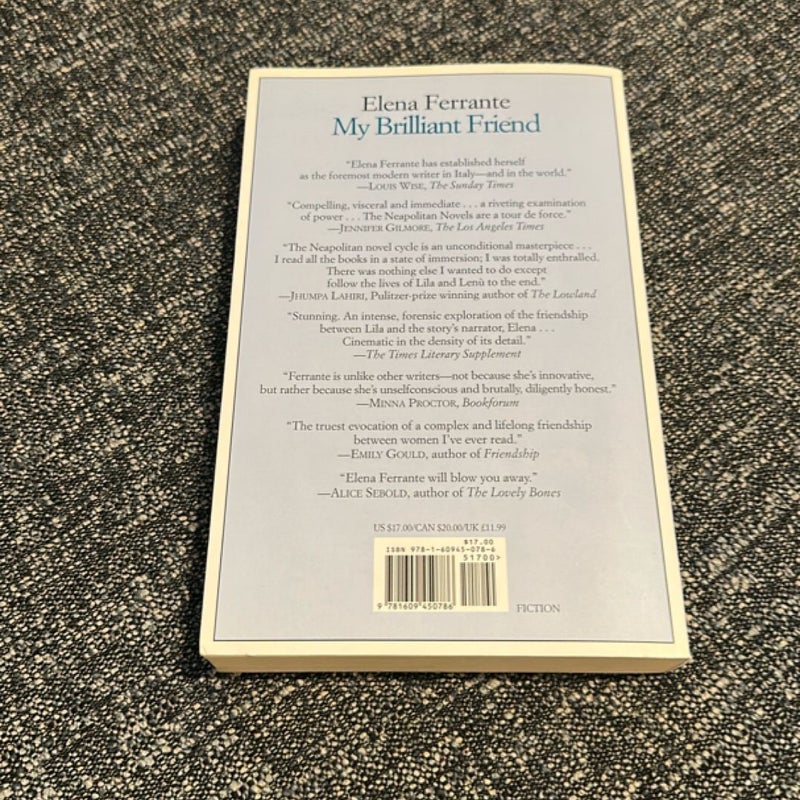 Elena Ferrante
My Brilliant Friend
“Elena Ferrante has established herself
as the foremost modern writer in Italy—and in the world.”
—LOUIS WISE, The Sunday Times
“Compelling, visceral and immediate . . . a riveting examination
of power . . . The Neapolitan Novels are a tour de force.”
—JENNIFER GILMORE, The Los Angeles Times
“The Neapolitan novel cycle is an unconditional masterpiece . . .
I read all the books in a state of immersion; I was totally enthralled.
There was nothing else I wanted to do except
follow the lives of Lila and Lenù to the end.”
—JHUMPA LAHIRI, Pulitzer-prize winning author of The Lowland
“Stunning. An intense, forensic exploration of the friendship
between Lila and the story’s narrator, Elena . . .
Cinematic in the density of its detail.”
—The Times Literary Supplement
“Ferrante is unlike other writers—not because she’s innovative,
but rather because she’s unselfconscious and brutally, diligently honest.”
—MINNA PROCTOR, Bookforum
“The truest evocation of a complex and lifelong friendship
between women I’ve ever read.”
—EMILY GOULD, author of Friendship
“Elena Ferrante will blow you away.”
—ALICE SEBOLD, author of The Lovely Bones
US $17.00/CAN $20.00/UK £11.99
$17.00
ISBN 978-1-60945-078-6
51700>
9 781609 450786
FICTION